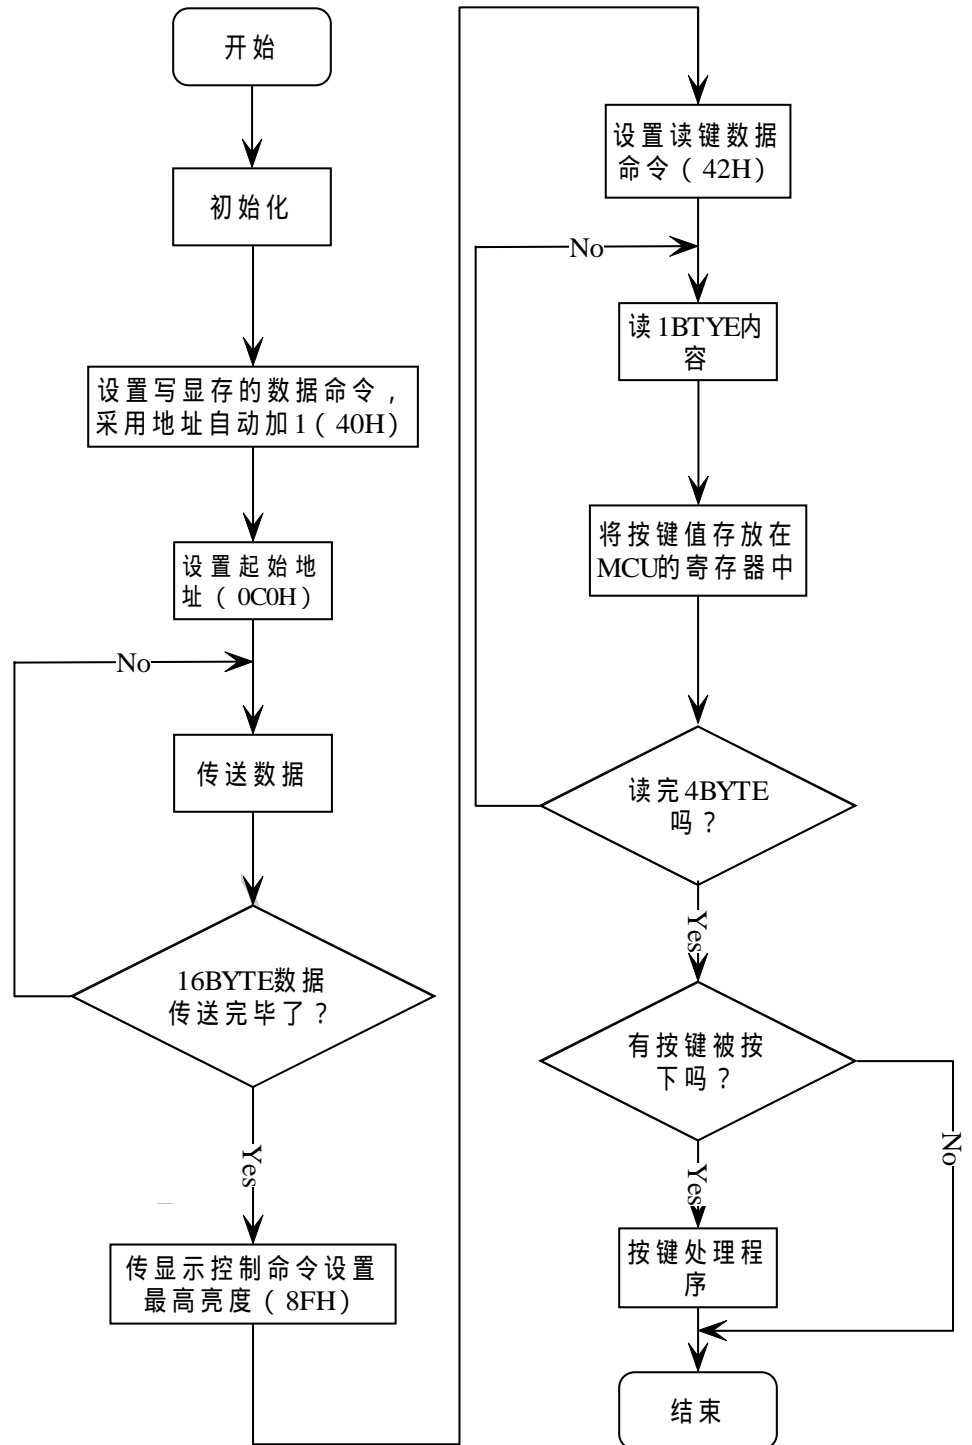 开始
初始化
设置写显存的数据命令，
采用地址自动加1（40H）
设置起始地
址（0C0H）
No
传送数据
16BYTE数据
传送完毕了？
Yes
传显示控制命令设置
最高亮度（8FH）
设置读键数据
命令（42H）
No
读1BTYE内
容
将按键值存放在
MCU的寄存器中
读完4BYTE
吗？
Yes
有按键被按
下吗？
No
Yes
按键处理程
序
结束